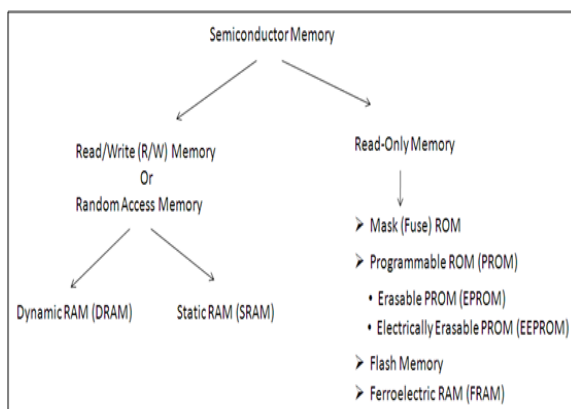 Semiconductor Memory
Read/Write (R/W) Memory
Or
Random Access Memory
Dynamic RAM (DRAM)
Static RAM (SRAM)
Read-Only Memory
➢ Mask (Fuse) ROM
➢ Programmable ROM (PROM)
• Erasable PROM (EPROM)
• Electrically Erasable PROM (EEPROM)
➢ Flash Memory
➢ Ferroelectric RAM (FRAM)